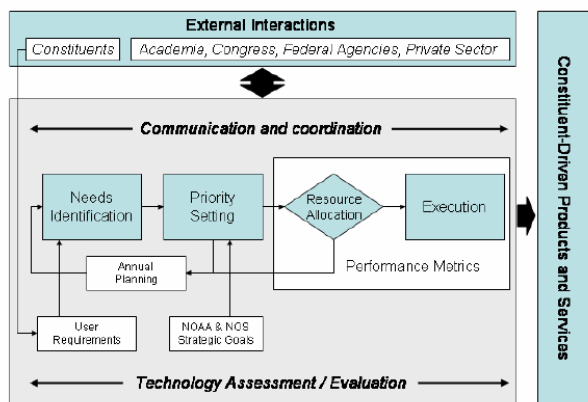 External Interactions
Constituents
Academia, Congress, Federal Agencies, Private Sector
Communication and coordination
Needs
Identification
Priority
Setting
Resource
Allocation
Execution
Annual
Planning
Performance Metrics
User
Requirements
NOAA & NOS
Strategic Goals
Technology Assessment / Evaluation
Constituent-Driven Products and Services